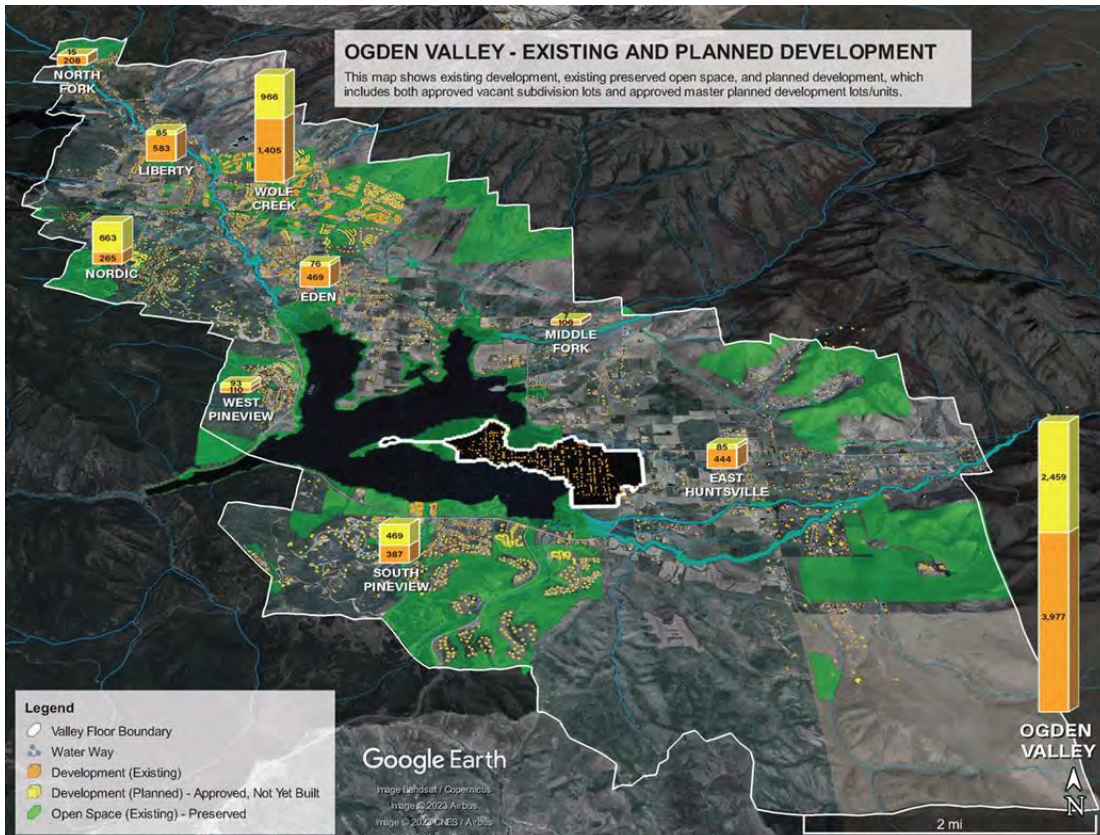 OGDEN VALLEY - EXISTING AND PLANNED DEVELOPMENT
This map shows existing development, existing preserved open space, and planned development, which
includes both approved vacant subdivision lots and approved master planned development lots/units.
15
208
NORTH
FORK
966
1,405
WOLF
CREEK
85
583
LIBERTY
663
265
NORDIC
76
469
EDEN
7
109
MIDDLE
FORK
93
110
WEST
PINEVIEW
85
444
EAST
HUNTSVILLE
469
387
SOUTH
PINEVIEW
2,459
3,977
OGDEN
VALLEY
N
2 mi
Legend
Valley Floor Boundary
Water Way
Development (Existing)
Development (Planned) - Approved, Not Yet Built
Open Space (Existing) - Preserved
Google Earth
Image Landsat / Copernicus
Image © 2023 Airbus
Image © 2023 CNES / Airbus